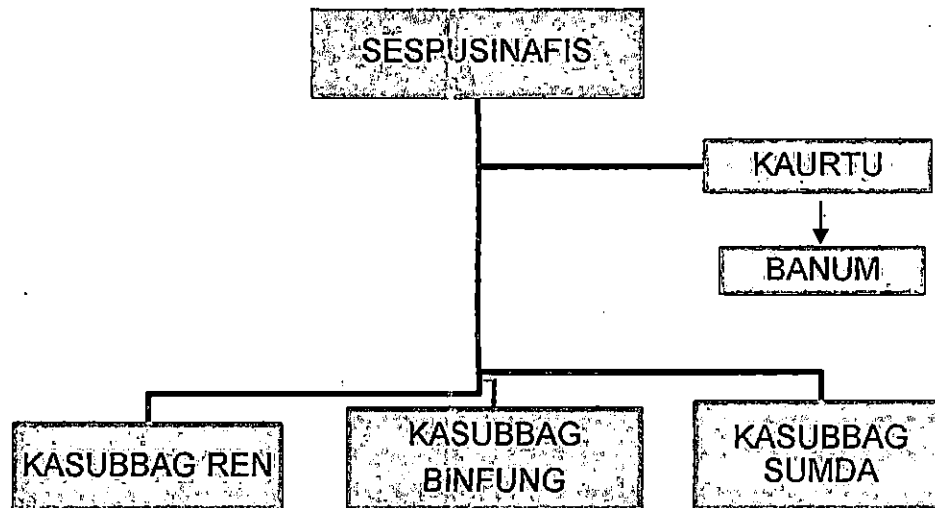 SESPUSINAFIS
KAURTU
BANUM
KASUBBAG REN
KASUBBAG
BINFUNG
KASUBBAG
SUMDA